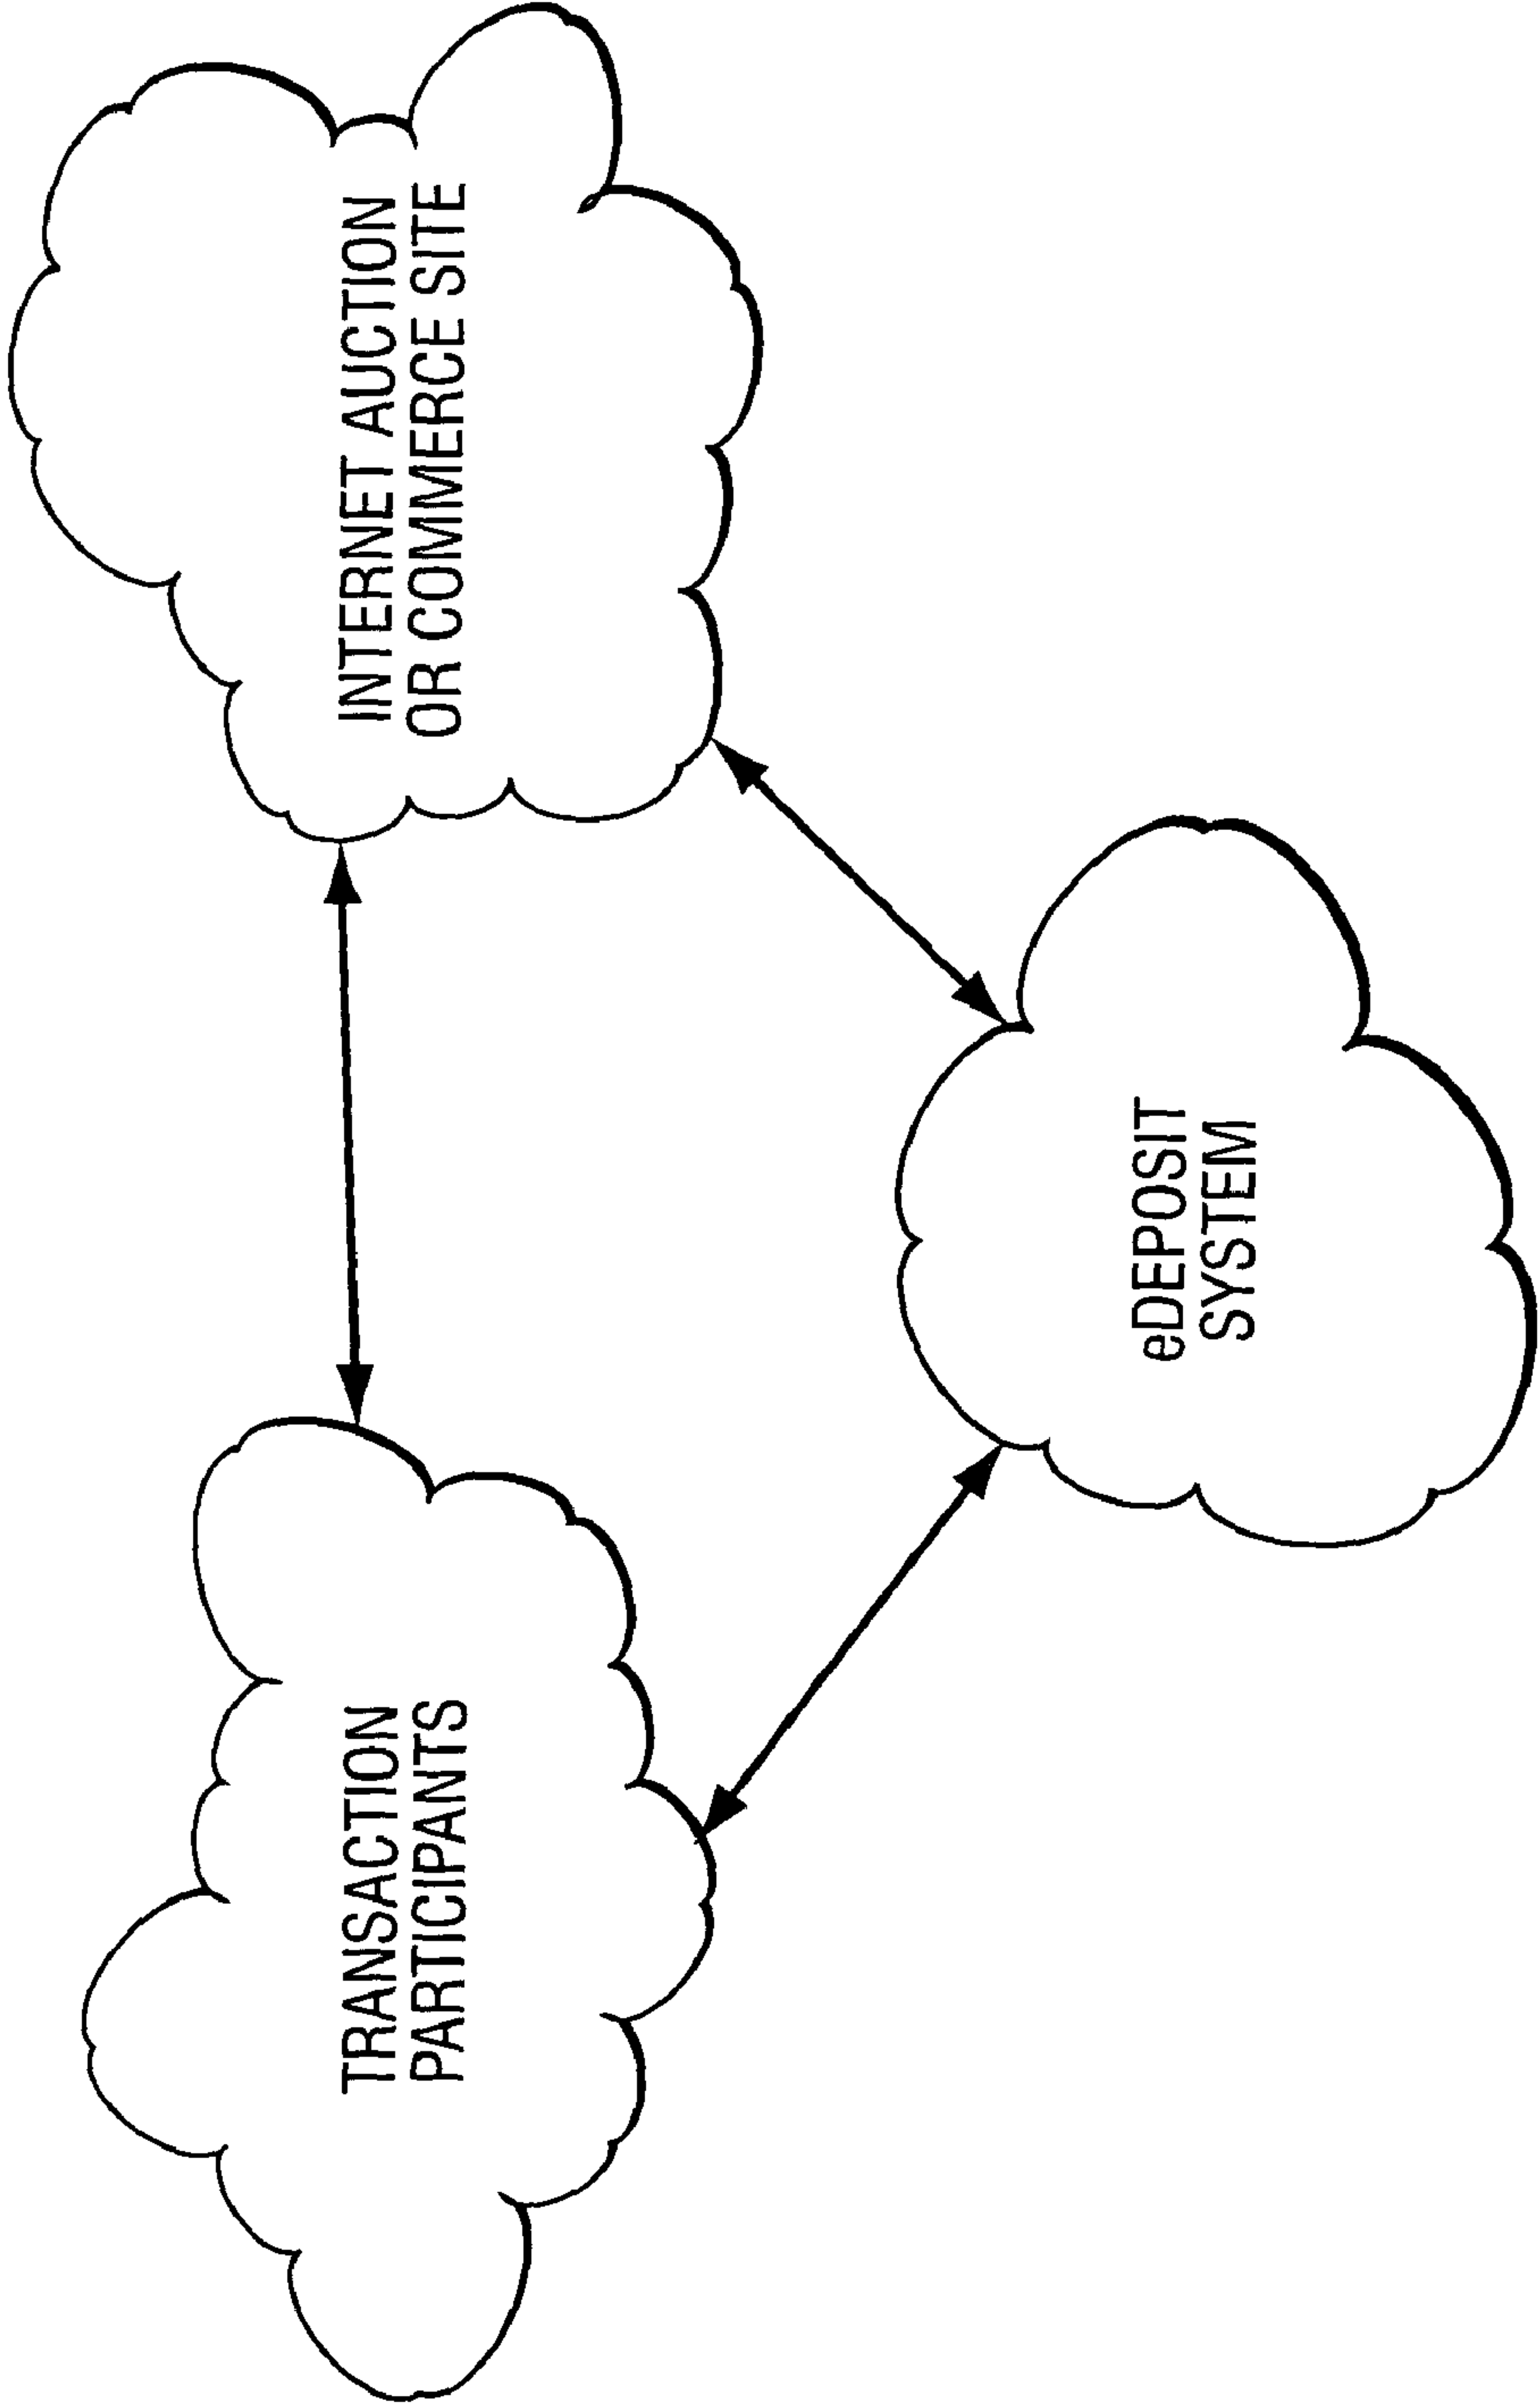 TRANSACTION
PARTICIPANTS
INTERNET AUCTION
OR COMMERCE SITE
eDEPOSIT
SYSTEM